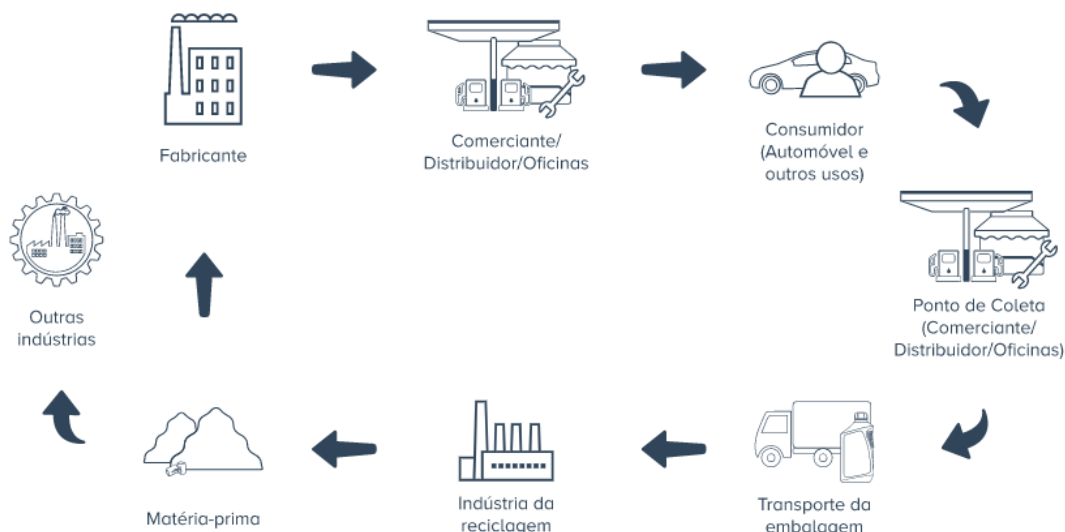 Fabricante
Comerciante/
Distribuidor/Oficinas
Consumidor
(Automóvel e
outros usos)
Ponto de Coleta
(Comerciante/
Distribuidor/Oficinas)
Transporte da
embalagem
Indústria da
reciclagem
Matéria-prima
Outras
indústrias